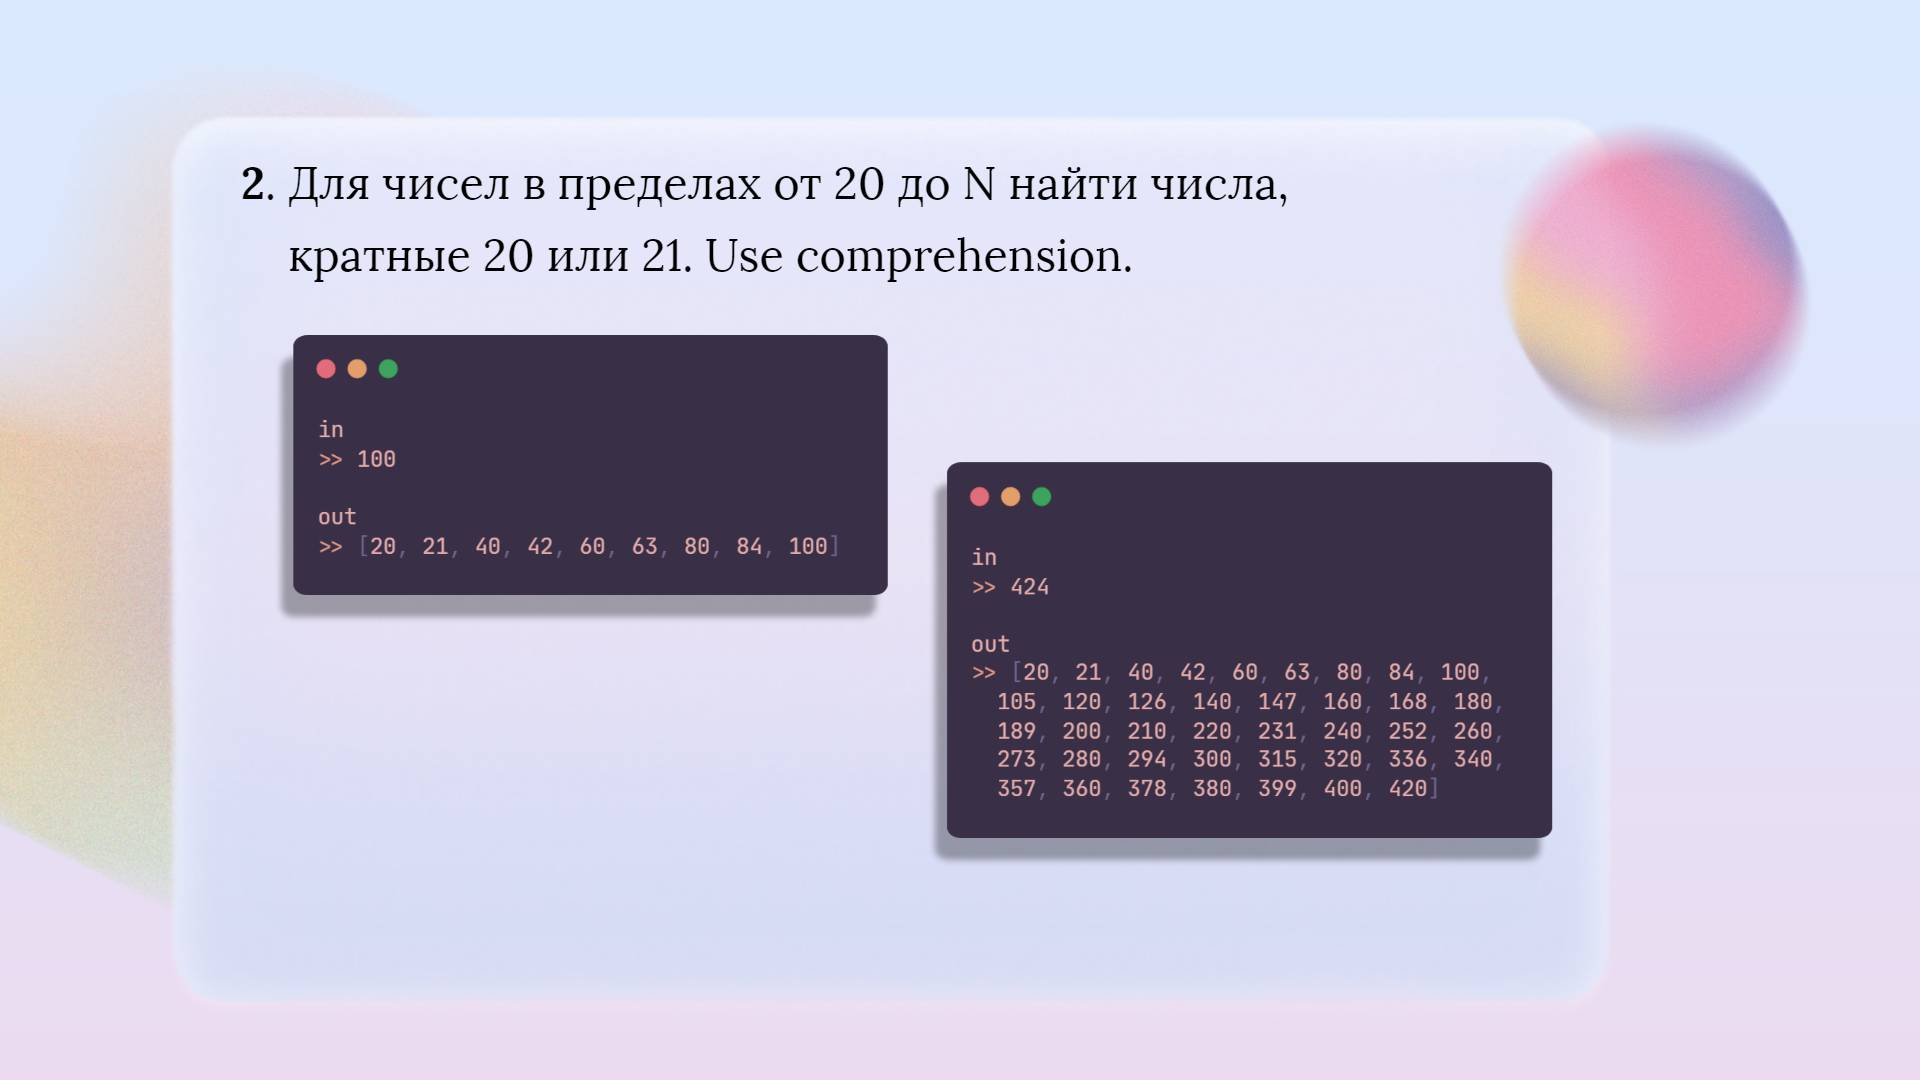 2. Для чисел в пределах от 20 до N найти числа,
кратные 20 или 21. Use comprehension.
in
>> 100
out
>> [20, 21, 40, 42, 60, 63, 80, 84, 100]
in
>> 424
out
>> [20, 21, 40, 42, 60, 63, 80, 84, 100,
105, 120, 126, 140, 147, 160, 168, 180,
189, 200, 210, 220, 231, 240, 252, 260,
273, 280, 294, 300, 315, 320, 336, 340,
357, 360, 378, 380, 399, 400, 420]